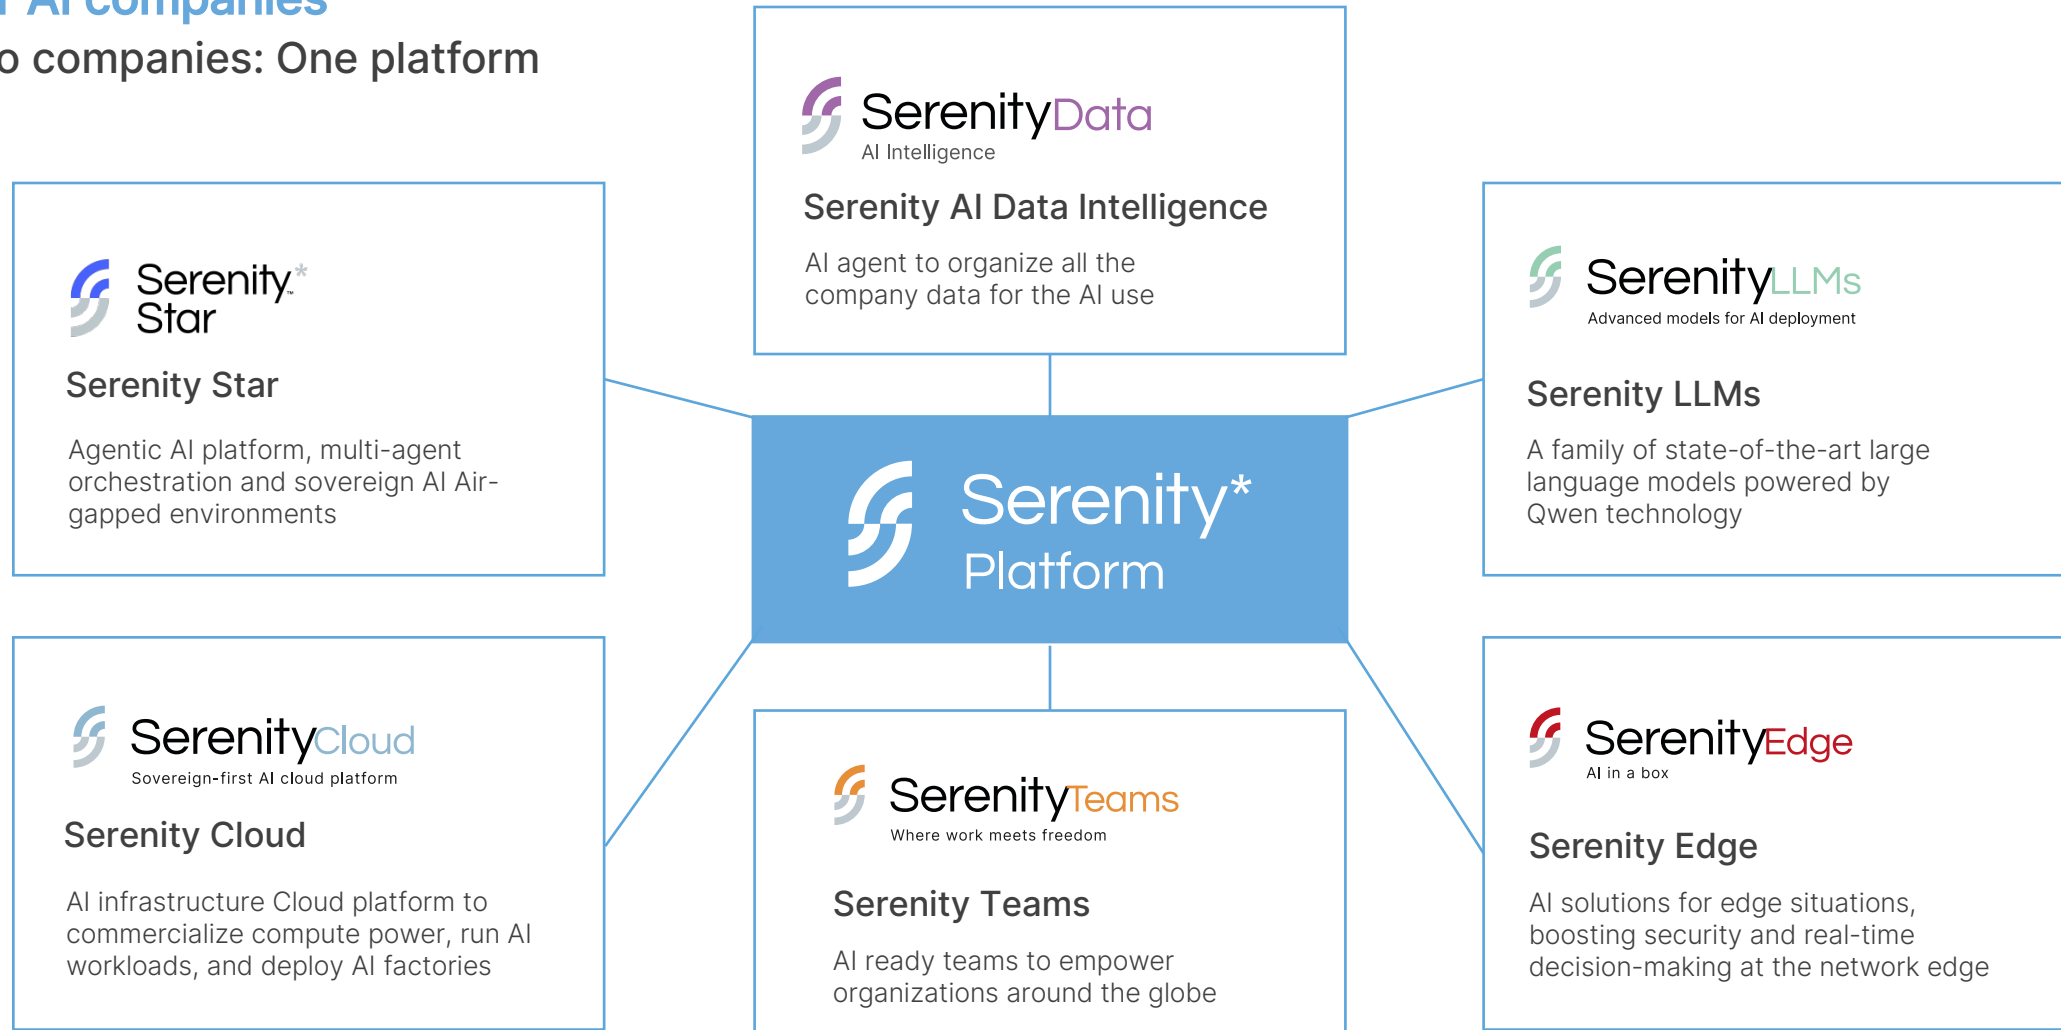 AI companies
companies: One platform
SerenityData
AI Intelligence
Serenity AI Data Intelligence
AI agent to organize all the
company data for the AI use
Serenity*™
Star
Serenity Star
Agentic AI platform, multi-agent
orchestration and sovereign AI Air-
gapped environments
SerenityLLMs
Advanced models for AI deployment
Serenity LLMs
A family of state-of-the-art large
language models powered by
Qwen technology
Serenity*
Platform
SerenityCloud
Sovereign-first AI cloud platform
Serenity Cloud
AI infrastructure Cloud platform to
commercialize compute power, run AI
workloads, and deploy AI factories
SerenityTeams
Where work meets freedom
Serenity Teams
AI ready teams to empower
organizations around the globe
SerenityEdge
AI in a box
Serenity Edge
AI solutions for edge situations,
boosting security and real-time
decision-making at the network edge